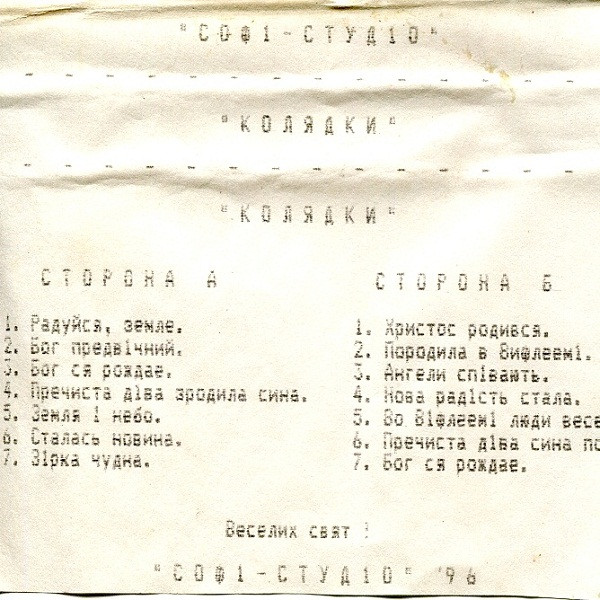 "СОФІ-СТУДІО"
"КОЛЯДКИ"
"КОЛЯДКИ"
СТОРОНА А
1. Радуйся, земле.
2. Бог предвічний.
3. Бог ся рождає.
4. Пречиста діва зродила сина.
5. Земля і небо.
6. Сталась новина.
7. Зірка чудна.
СТОРОНА Б
1. Христос родився.
2. Породила в Вифлеємі.
3. Ангели співають.
4. Нова радість стала.
5. Во Віфлеємі люди весе
6. Пречиста діва сина по
7. Бог ся рождає.
Веселих свят !
"СОФІ-СТУДІО" '96